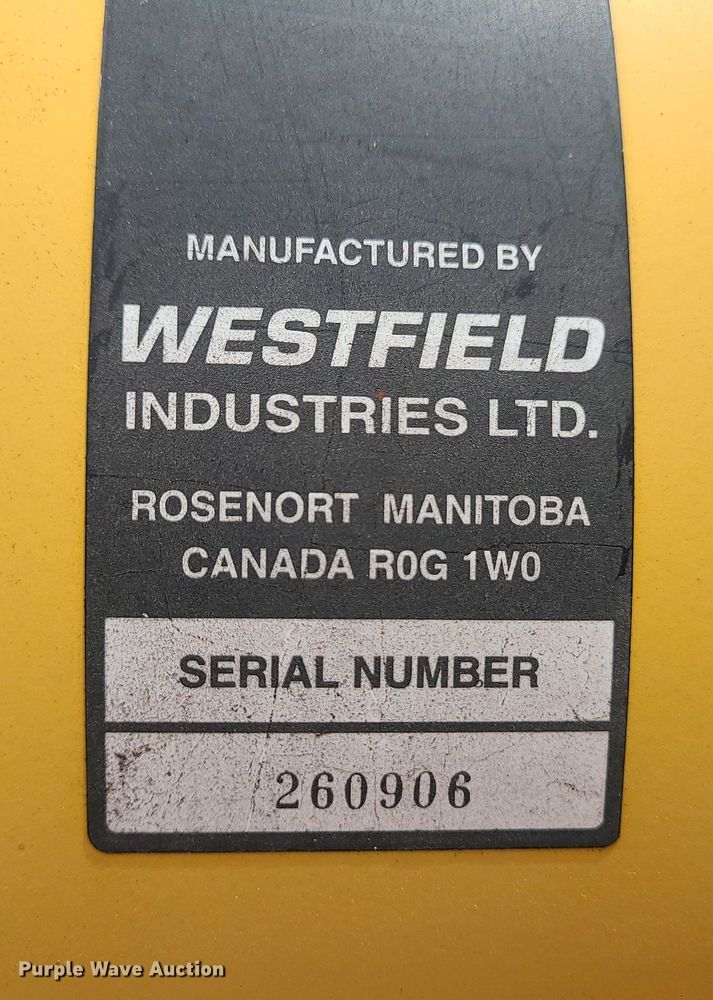 MANUFACTURED BY
WESTFIELD
INDUSTRIES LTD.
ROSENORT MANITOBA
CANADA R0G 1W0
SERIAL NUMBER
260906
Purple Wave Auction